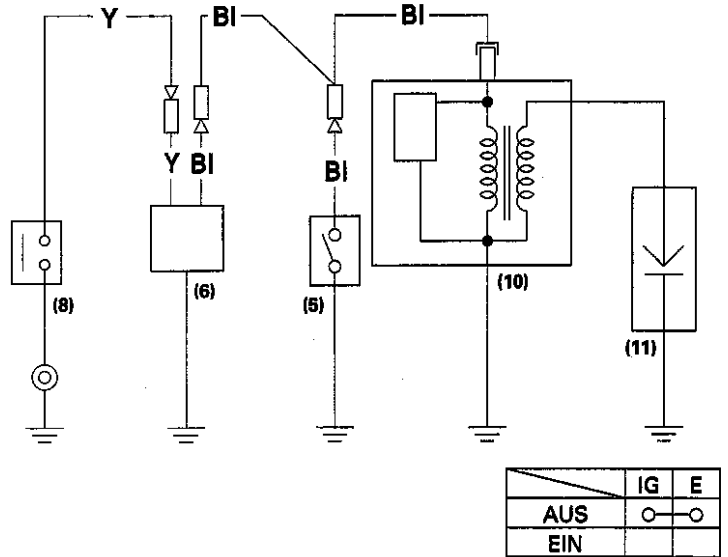 Y
Bl
Bl
Y Bl
Bl
(8)
(6)
(5)
(10)
(11)
IG E
AUS
EIN